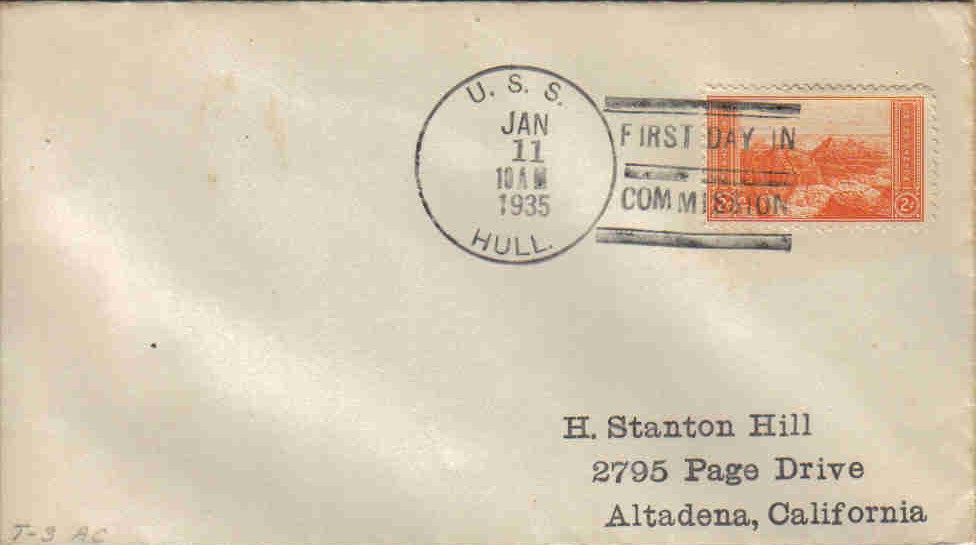 U. S. S.
JAN
11
10 A M
1935
HULL.
FIRST DAY IN
COMMISSION
2¢
H. Stanton Hill
2795 Page Drive
Altadena, California
T-3 AC